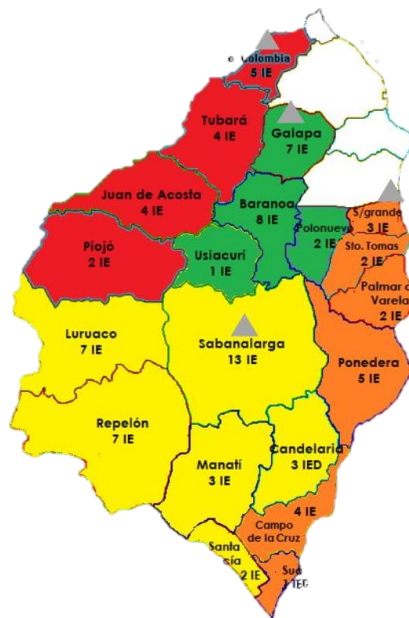 Colombia
5 IE
Tubará
4 IE
Galapa
7 IE
Juan de Acosta
4 IE
Baranoa
8 IE
Polonuevo
2 IE
S/grande
3 IE
Sto. Tomas
2 IE
Piojó
2 IE
Usiacurí
1 IE
Palmar de
Varela
2 IE
Luruaco
7 IE
Sabanalarga
13 IE
Ponedera
5 IE
Repelón
7 IE
Manatí
3 IE
Candelaria
3 IED
4 IE
Campo
de la Cruz
Santa
2 IE